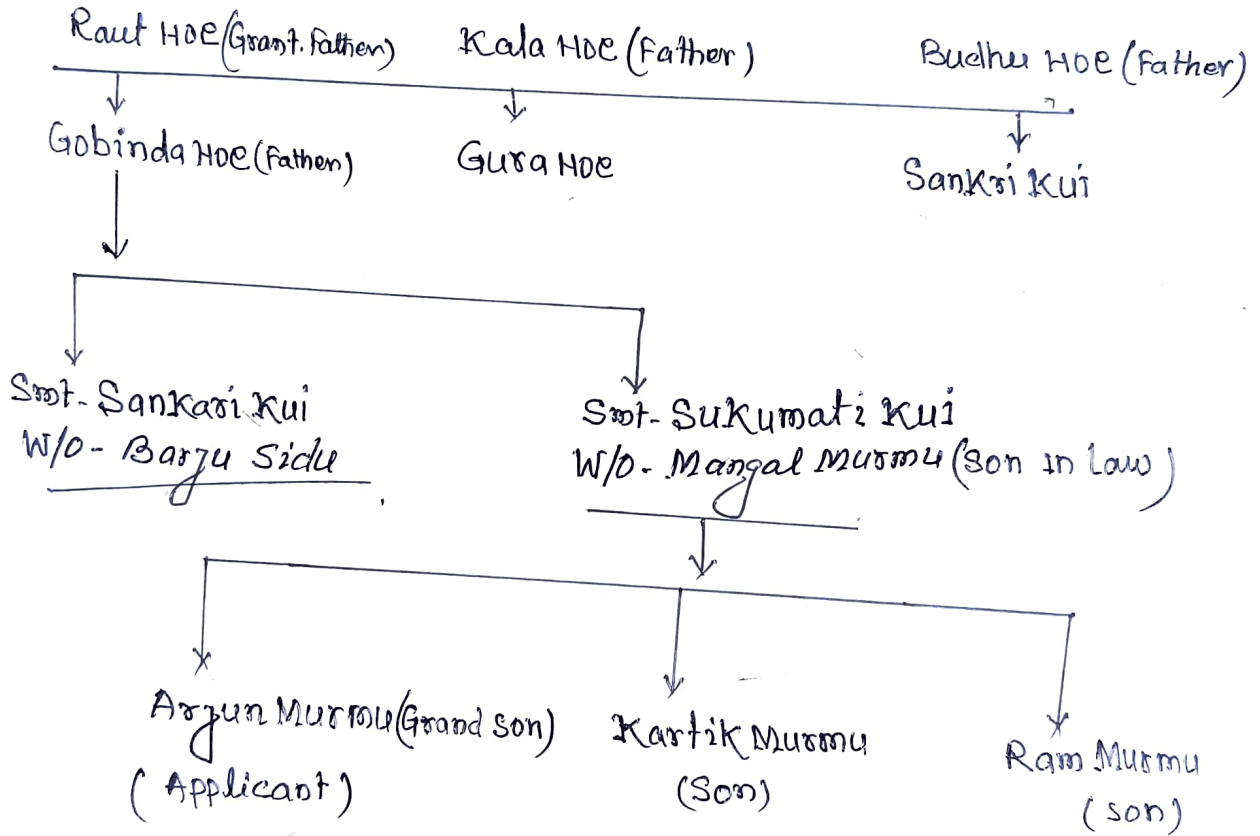 Raut Hoe (Grant. Father) Kala Hoe (Father) Budhu Hoe (Father)
Gobinda Hoe (Father) Gura Hoe Sankri Kui
Smt- Sankari Kui Smt- Sukumati Kui
W/o- Barju Sidu W/o- Mangal Murmu (Son in Law)
Arjun Murmu (Grand Son) Kartik Murmu Ram Murmu
(Applicant) (Son) (son)